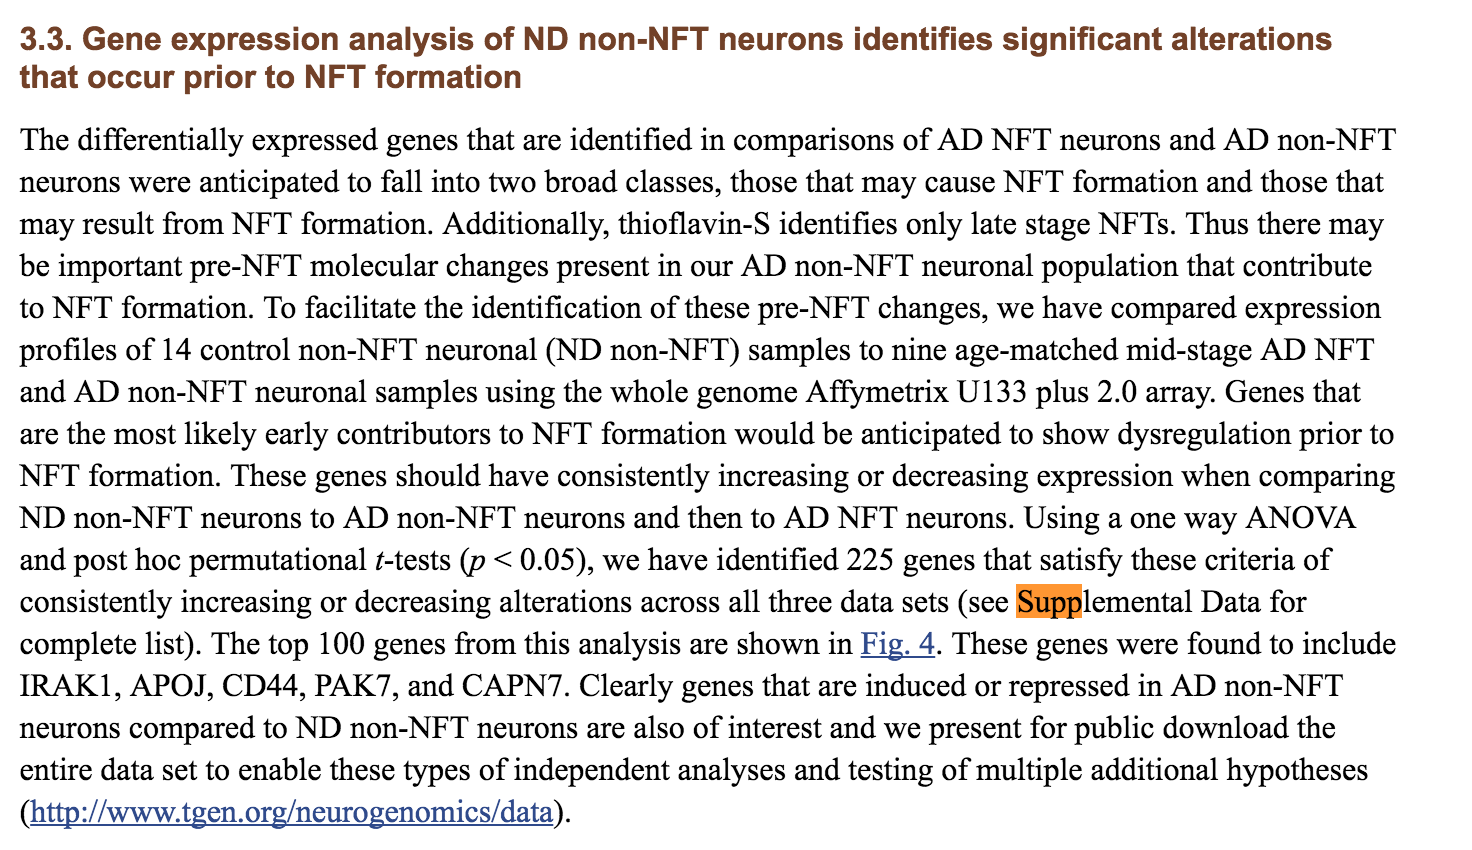 3.3. Gene expression analysis of ND non-NFT neurons identifies significant alterations
that occur prior to NFT formation
The differentially expressed genes that are identified in comparisons of AD NFT neurons and AD non-NFT
neurons were anticipated to fall into two broad classes, those that may cause NFT formation and those that
may result from NFT formation. Additionally, thioflavin-S identifies only late stage NFTs. Thus there may
be important pre-NFT molecular changes present in our AD non-NFT neuronal population that contribute
to NFT formation. To facilitate the identification of these pre-NFT changes, we have compared expression
profiles of 14 control non-NFT neuronal (ND non-NFT) samples to nine age-matched mid-stage AD NFT
and AD non-NFT neuronal samples using the whole genome Affymetrix U133 plus 2.0 array. Genes that
are the most likely early contributors to NFT formation would be anticipated to show dysregulation prior to
NFT formation. These genes should have consistently increasing or decreasing expression when comparing
ND non-NFT neurons to AD non-NFT neurons and then to AD NFT neurons. Using a one way ANOVA
and post hoc permutational t-tests (p < 0.05), we have identified 225 genes that satisfy these criteria of
consistently increasing or decreasing alterations across all three data sets (see Supplemental Data for
complete list). The top 100 genes from this analysis are shown in Fig. 4. These genes were found to include
IRAK1, APOJ, CD44, PAK7, and CAPN7. Clearly genes that are induced or repressed in AD non-NFT
neurons compared to ND non-NFT neurons are also of interest and we present for public download the
entire data set to enable these types of independent analyses and testing of multiple additional hypotheses
(http://www.tgen.org/neurogenomics/data).